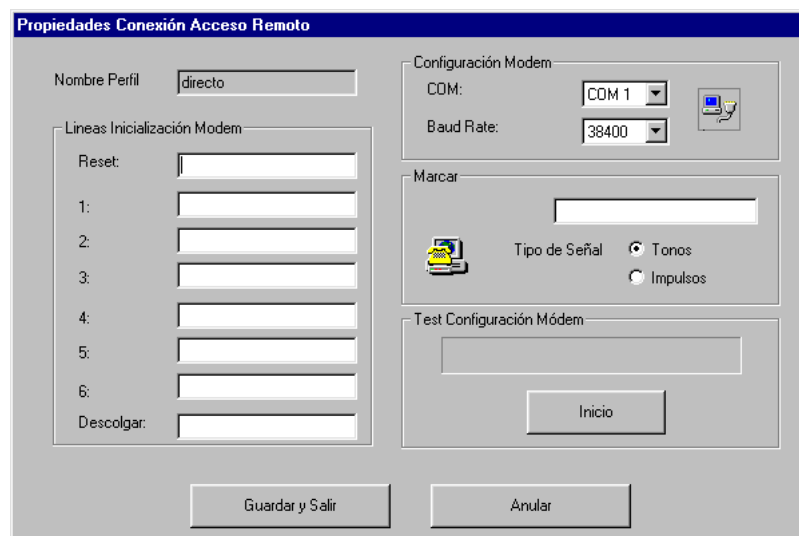 Propiedades Conexión Acceso Remoto
Nombre Perfil directo
Lineas Inicialización Modem
Reset:
1:
2:
3:
4:
5:
6:
Descolgar:
Configuración Modem
COM: COM 1
Baud Rate: 38400
Marcar
Tipo de Señal Tonos
Impulsos
Test Configuración Módem
Inicio
Guardar y Salir Anular